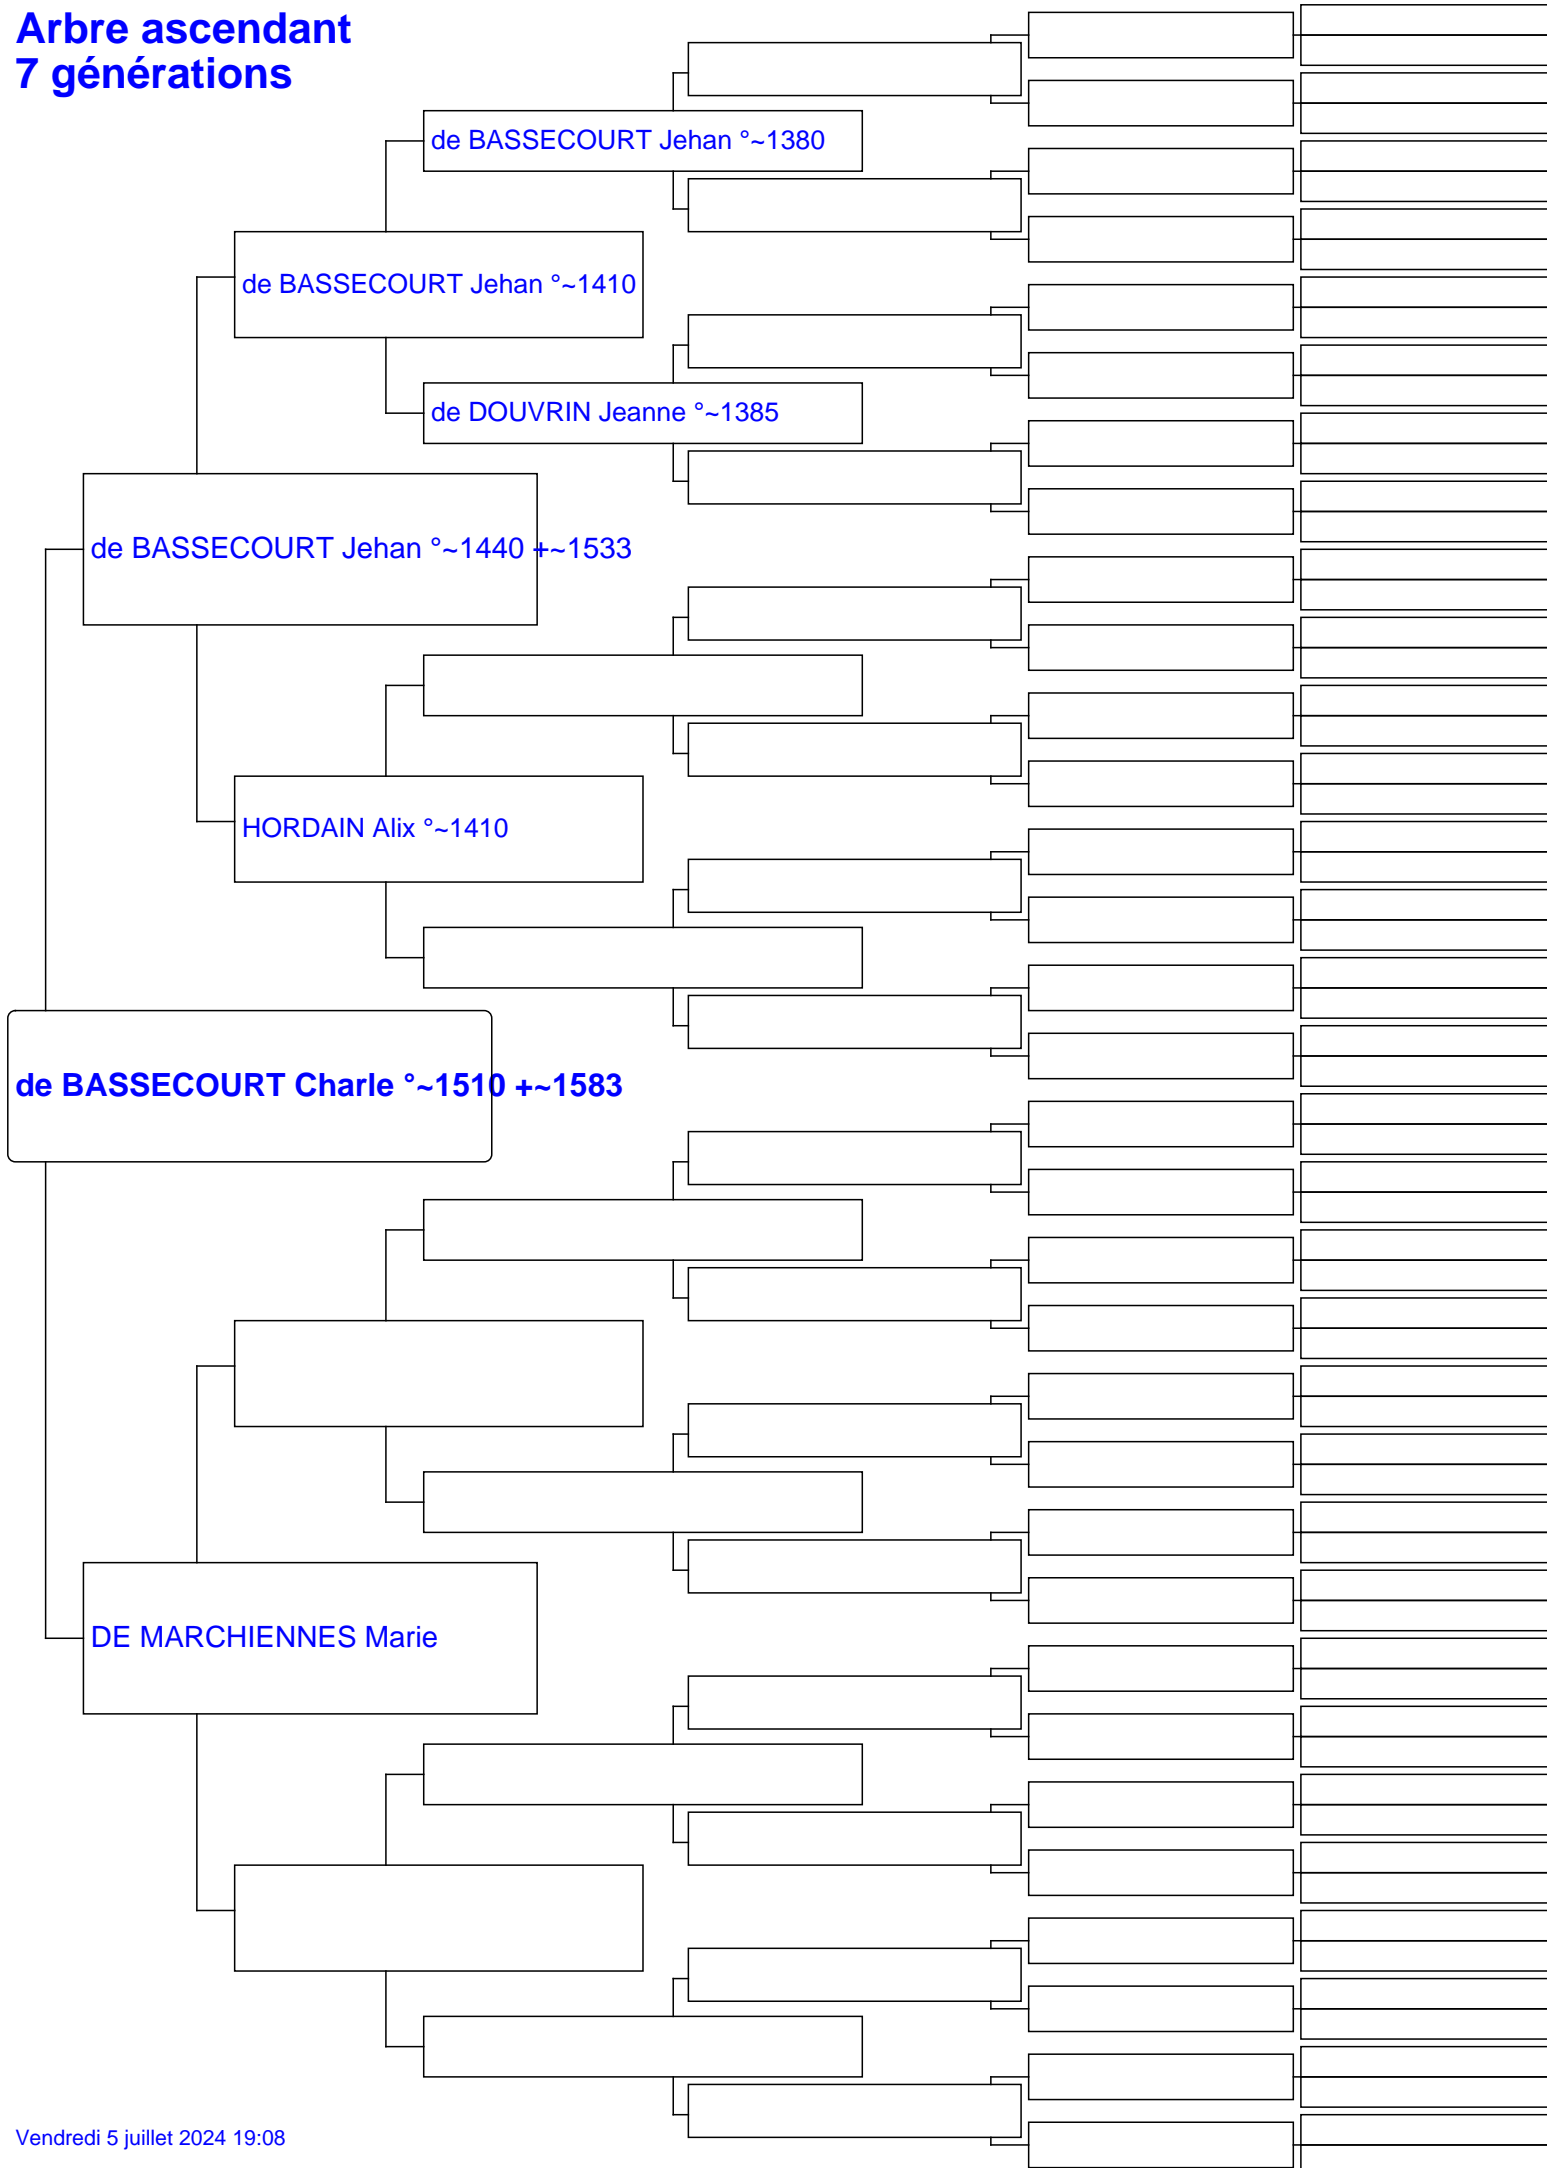 Arbre ascendant
7 générations
de BASSECOURT Jehan °~1380
de BASSECOURT Jehan °~1410
de DOUVRIN Jeanne °~1385
de BASSECOURT Jehan °~1440 +~1533
HORDAIN Alix °~1410
de BASSECOURT Charle °~1510 +~1583
DE MARCHIENNES Marie
Vendredi 5 juillet 2024 19:08